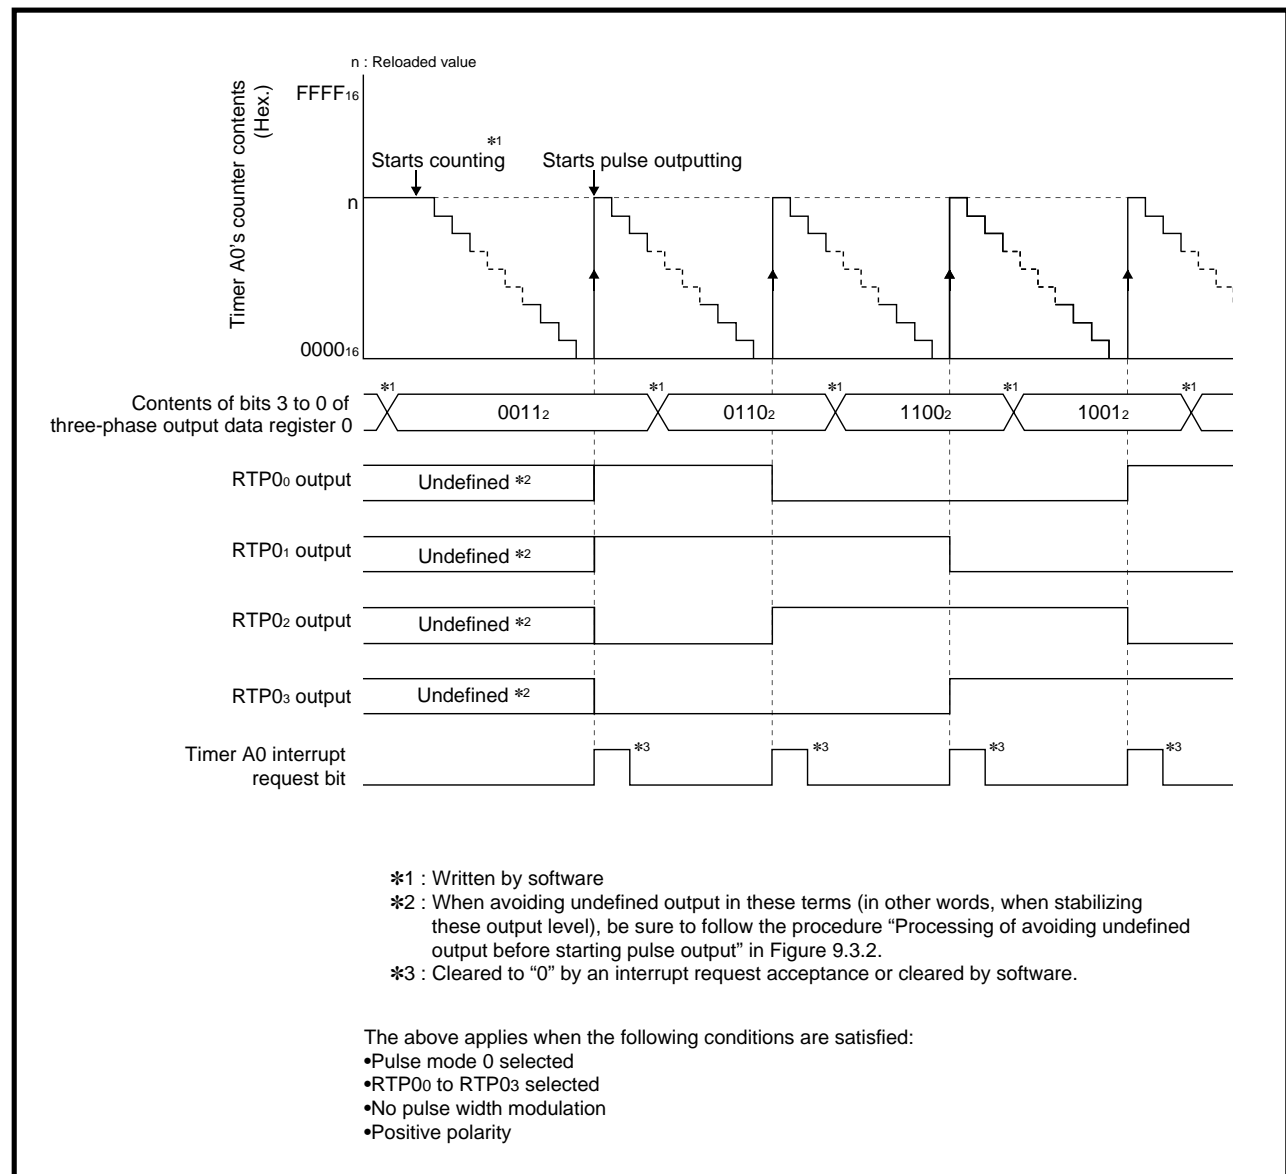 n : Reloaded value
FFFF16
Timer A0's counter contents
(Hex.)
Starts counting ✽1
Starts pulse outputting
n
000016
Contents of bits 3 to 0 of
three-phase output data register 0
✽1 ✽1 ✽1 ✽1 ✽1
00112 01102 11002 10012
RTP00 output
Undefined ✽2
RTP01 output
Undefined ✽2
RTP02 output
Undefined ✽2
RTP03 output
Undefined ✽2
Timer A0 interrupt
request bit
✽3 ✽3 ✽3 ✽3
✽1 : Written by software
✽2 : When avoiding undefined output in these terms (in other words, when stabilizing
these output level), be sure to follow the procedure “Processing of avoiding undefined
output before starting pulse output” in Figure 9.3.2.
✽3 : Cleared to “0” by an interrupt request acceptance or cleared by software.
The above applies when the following conditions are satisfied:
•Pulse mode 0 selected
•RTP00 to RTP03 selected
•No pulse width modulation
•Positive polarity